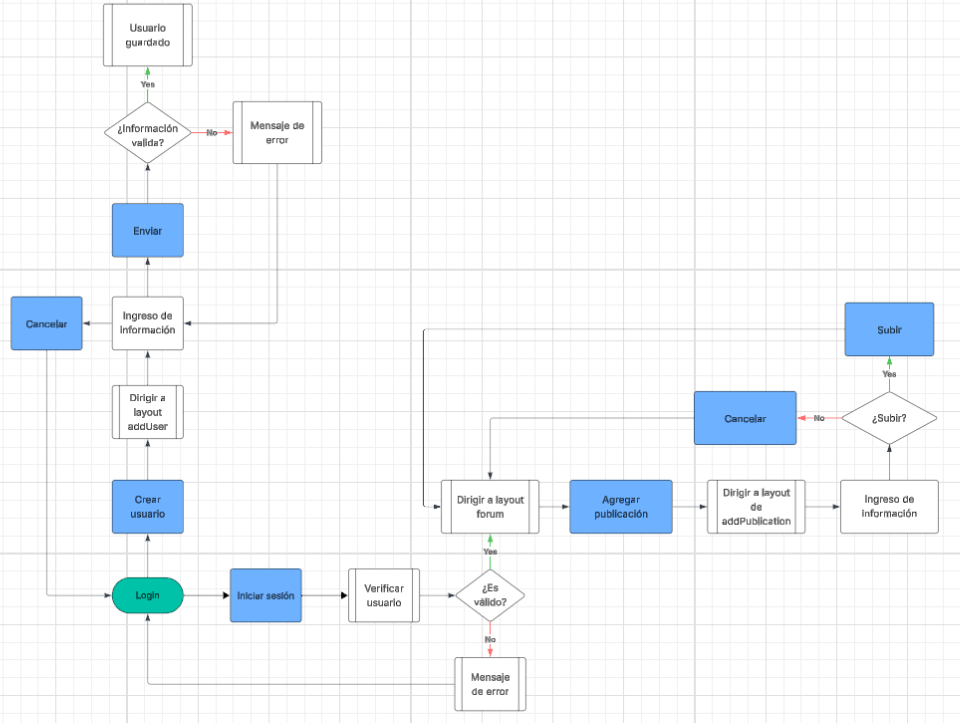 Usuario
guardado
Yes
¿Información
valida?
No
Mensaje de
error
Enviar
Cancelar
Ingreso de
información
Dirigir a
layout
addUser
Crear
usuario
Login
Iniciar sesión
Verificar
usuario
¿Es
válido?
Yes
No
Mensaje
de error
Dirigir a layout
forum
Agregar
publicación
Dirigir a layout
de
addPublication
Ingreso de
información
¿Subir?
No
Cancelar
Yes
Subir